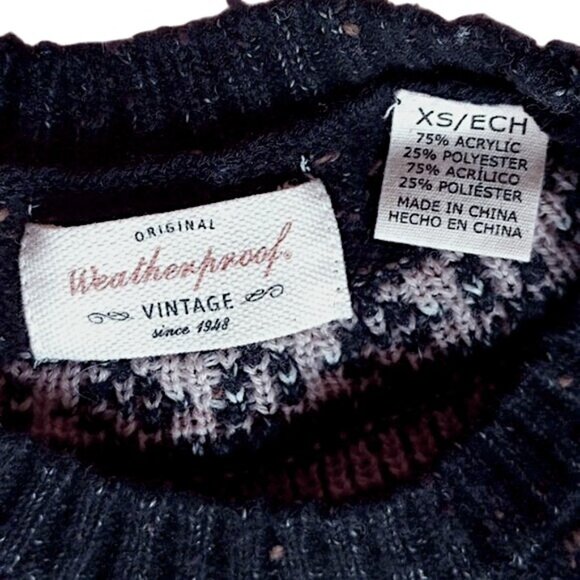 ORIGINAL
Weatherproof®
VINTAGE
since 1948
XS/ECH
75% ACRYLIC
25% POLYESTER
75% ACRÍLICO
25% POLIÉSTER
MADE IN CHINA
HECHO EN CHINA